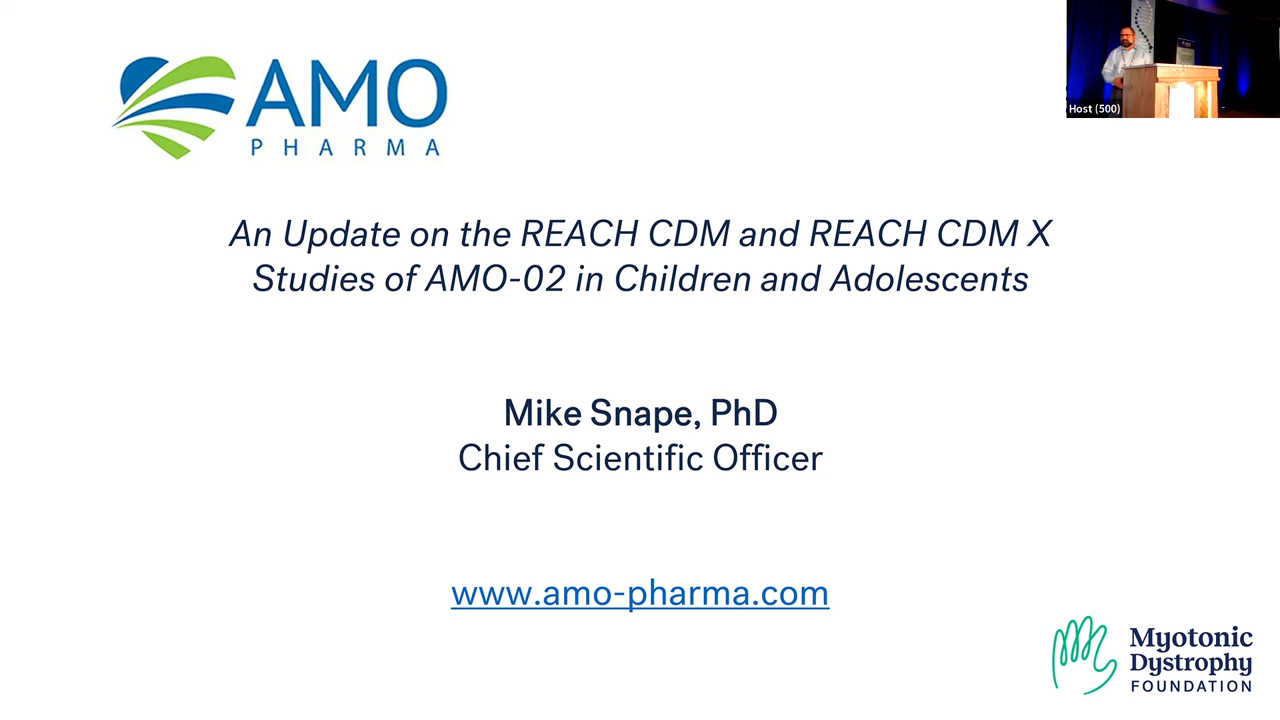 AMO
PHARMA
Host (500)
An Update on the REACH CDM and REACH CDM X
Studies of AMO-02 in Children and Adolescents
Mike Snape, PhD
Chief Scientific Officer
www.amo-pharma.com
Myotonic
Dystrophy
FOUNDATION